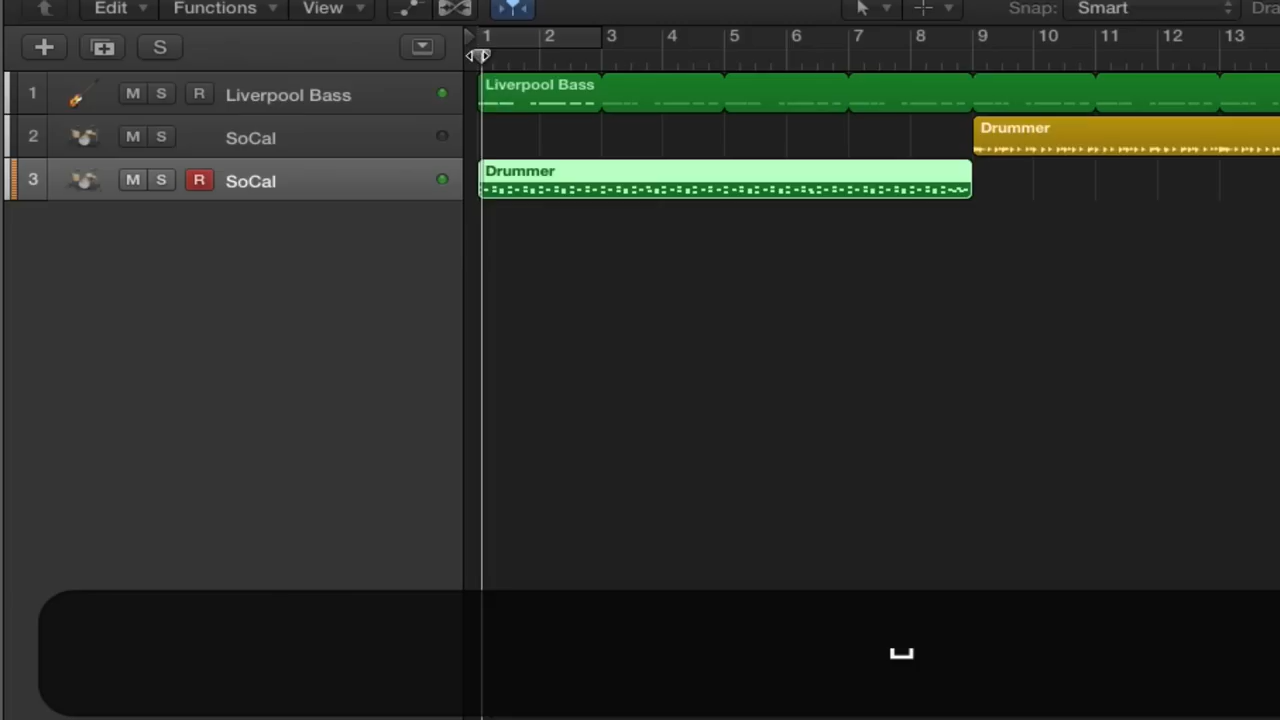 Edit Functions View Snap: Smart Dra
S 1 2 3 4 5 6 7 8 9 10 11 12 13
1 M S R Liverpool Bass Liverpool Bass
2 M S SoCal Drummer
3 M S R SoCal Drummer